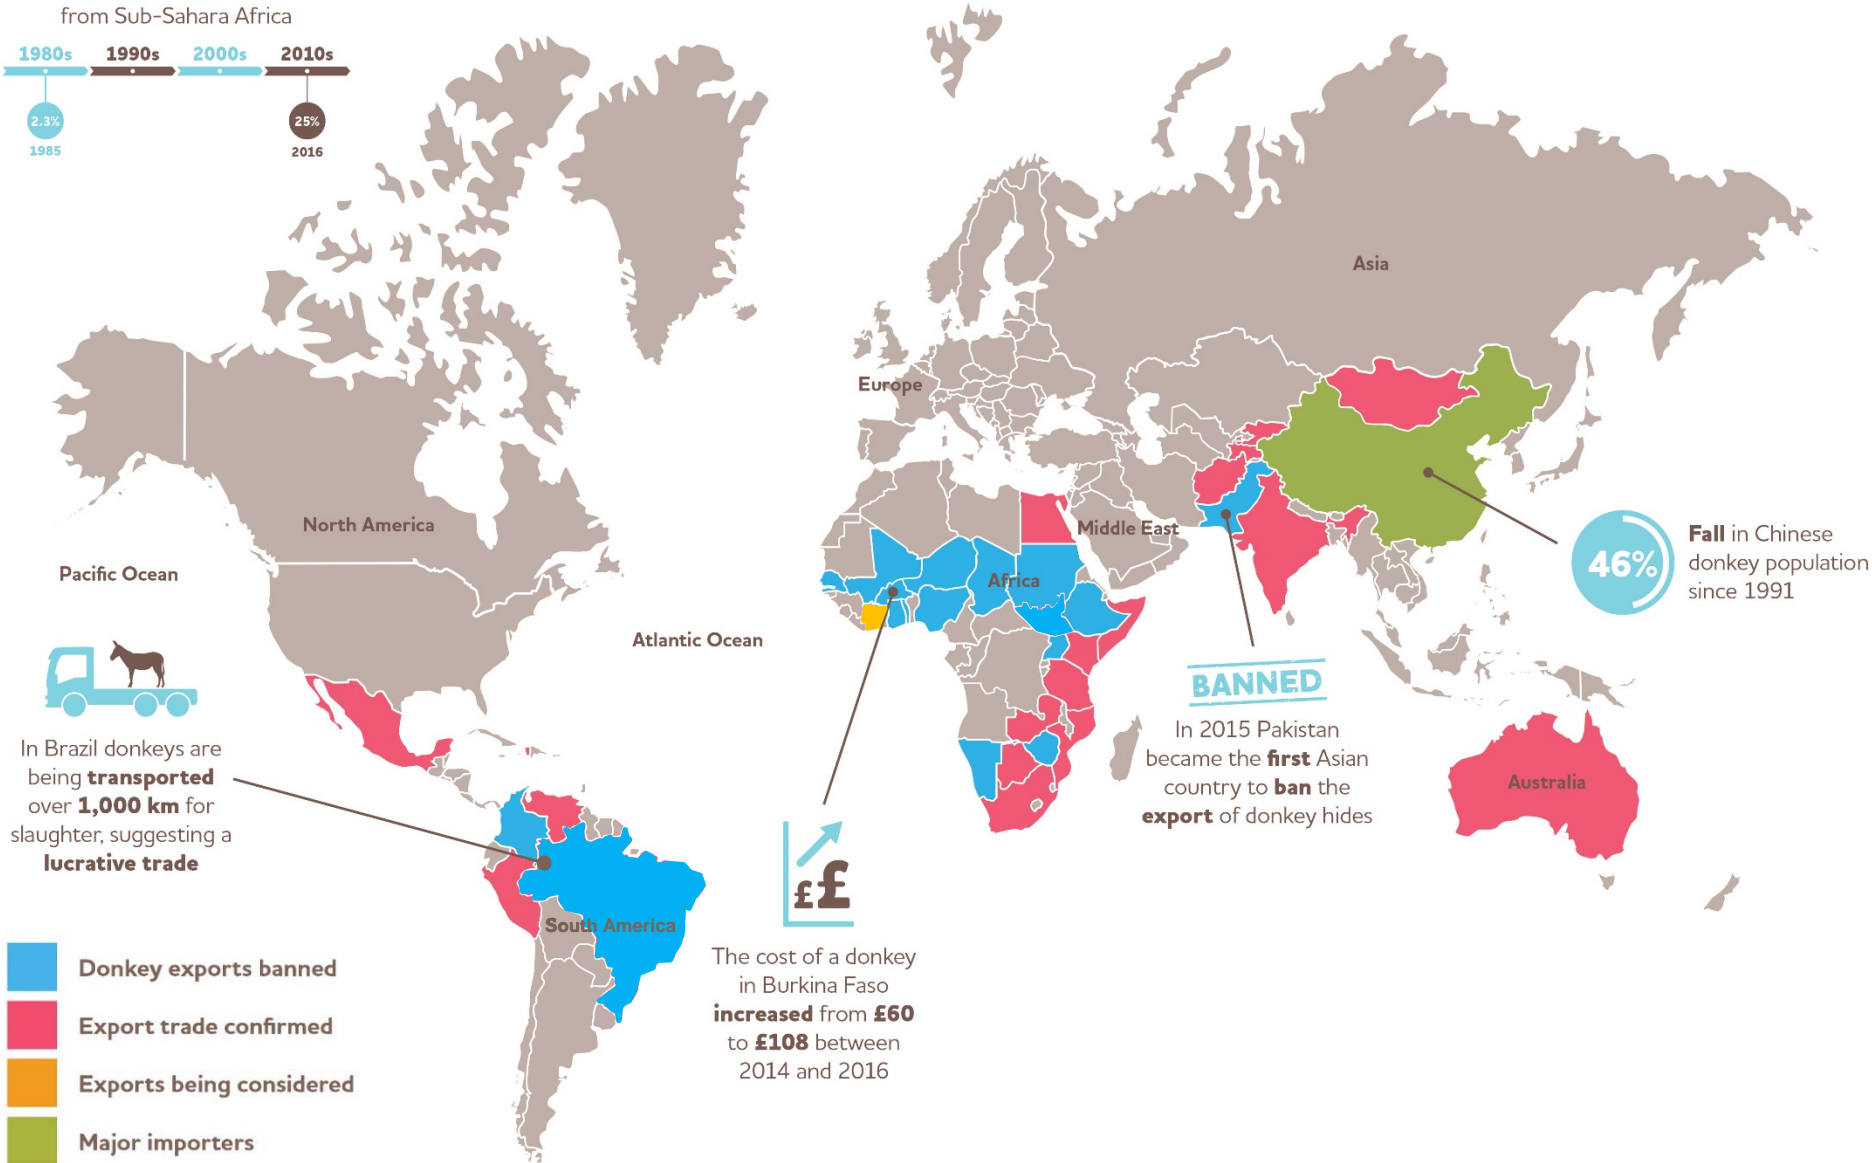 from Sub-Sahara Africa
1980s
1990s
2000s
2010s
2.3%
25%
1985
2016
Asia
Europe
North America
Middle East
Pacific Ocean
Africa
Atlantic Ocean
46%
Fall in Chinese
donkey population
since 1991
BANNED
In 2015 Pakistan
became the first Asian
country to ban the
export of donkey hides
Australia
In Brazil donkeys are
being transported
over 1,000 km for
slaughter, suggesting a
lucrative trade
South America
££
The cost of a donkey
in Burkina Faso
increased from £60
to £108 between
2014 and 2016
Donkey exports banned
Export trade confirmed
Exports being considered
Major importers